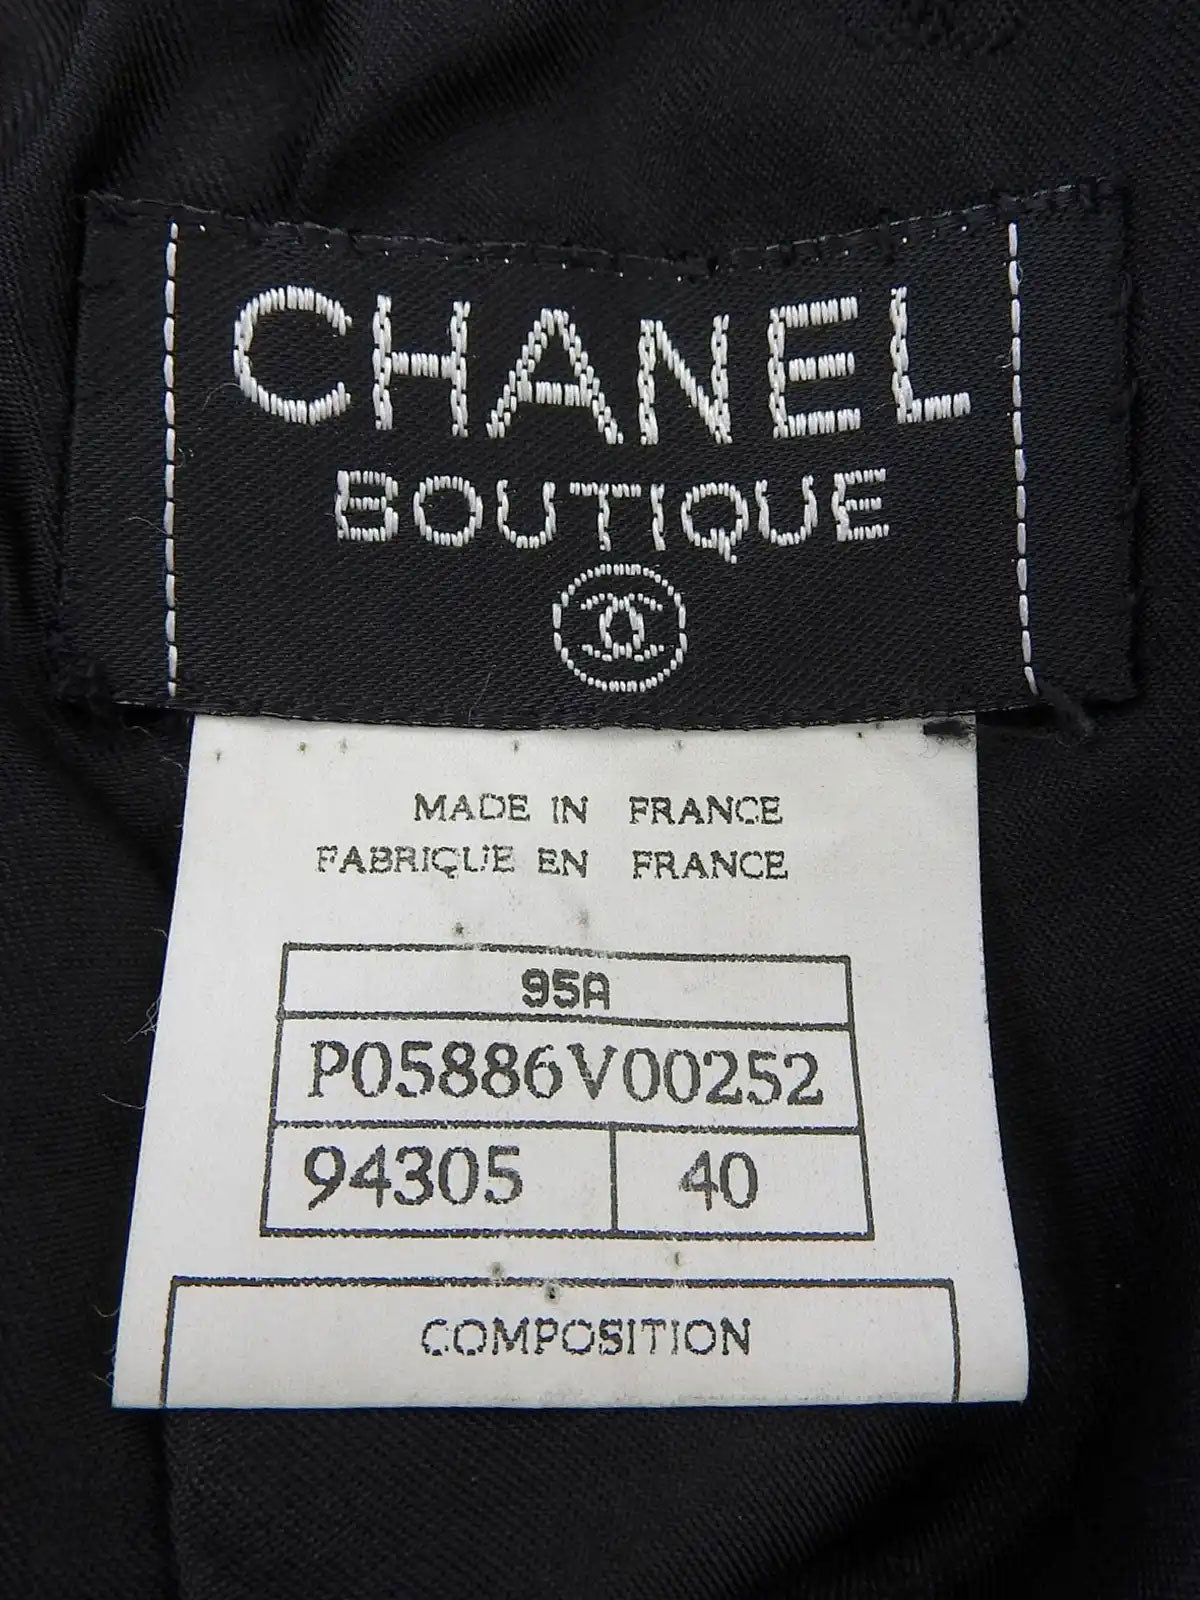 CHANEL
BOUTIQUE
MADE IN FRANCE
FABRIQUE EN FRANCE
95A
P05886V00252
94305 40
COMPOSITION